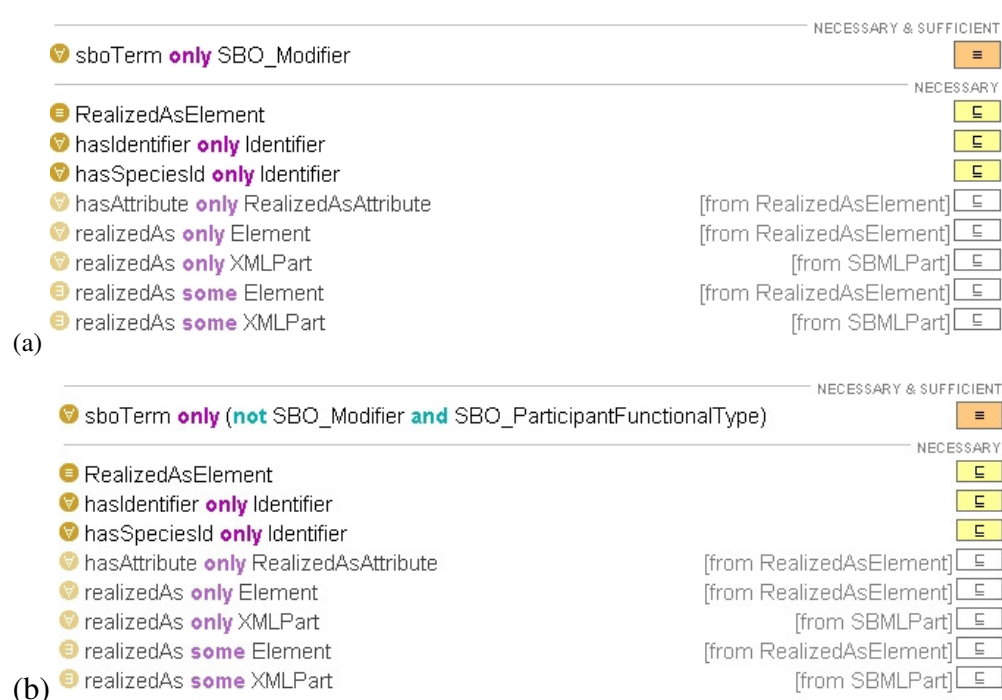 NECESSARY & SUFFICIENT
∀ sboTerm only SBO_Modifier ≡
NECESSARY
≡ RealizedAsElement ⊑
∀ hasIdentifier only Identifier ⊑
∀ hasSpeciesId only Identifier ⊑
∀ hasAttribute only RealizedAsAttribute [from RealizedAsElement] ⊑
∀ realizedAs only Element [from RealizedAsElement] ⊑
∀ realizedAs only XMLPart [from SBMLPart] ⊑
∃ realizedAs some Element [from RealizedAsElement] ⊑
∃ realizedAs some XMLPart [from SBMLPart] ⊑
(a)
NECESSARY & SUFFICIENT
∀ sboTerm only (not SBO_Modifier and SBO_ParticipantFunctionalType) ≡
NECESSARY
≡ RealizedAsElement ⊑
∀ hasIdentifier only Identifier ⊑
∀ hasSpeciesId only Identifier ⊑
∀ hasAttribute only RealizedAsAttribute [from RealizedAsElement] ⊑
∀ realizedAs only Element [from RealizedAsElement] ⊑
∀ realizedAs only XMLPart [from SBMLPart] ⊑
∃ realizedAs some Element [from RealizedAsElement] ⊑
(b) ∃ realizedAs some XMLPart [from SBMLPart] ⊑